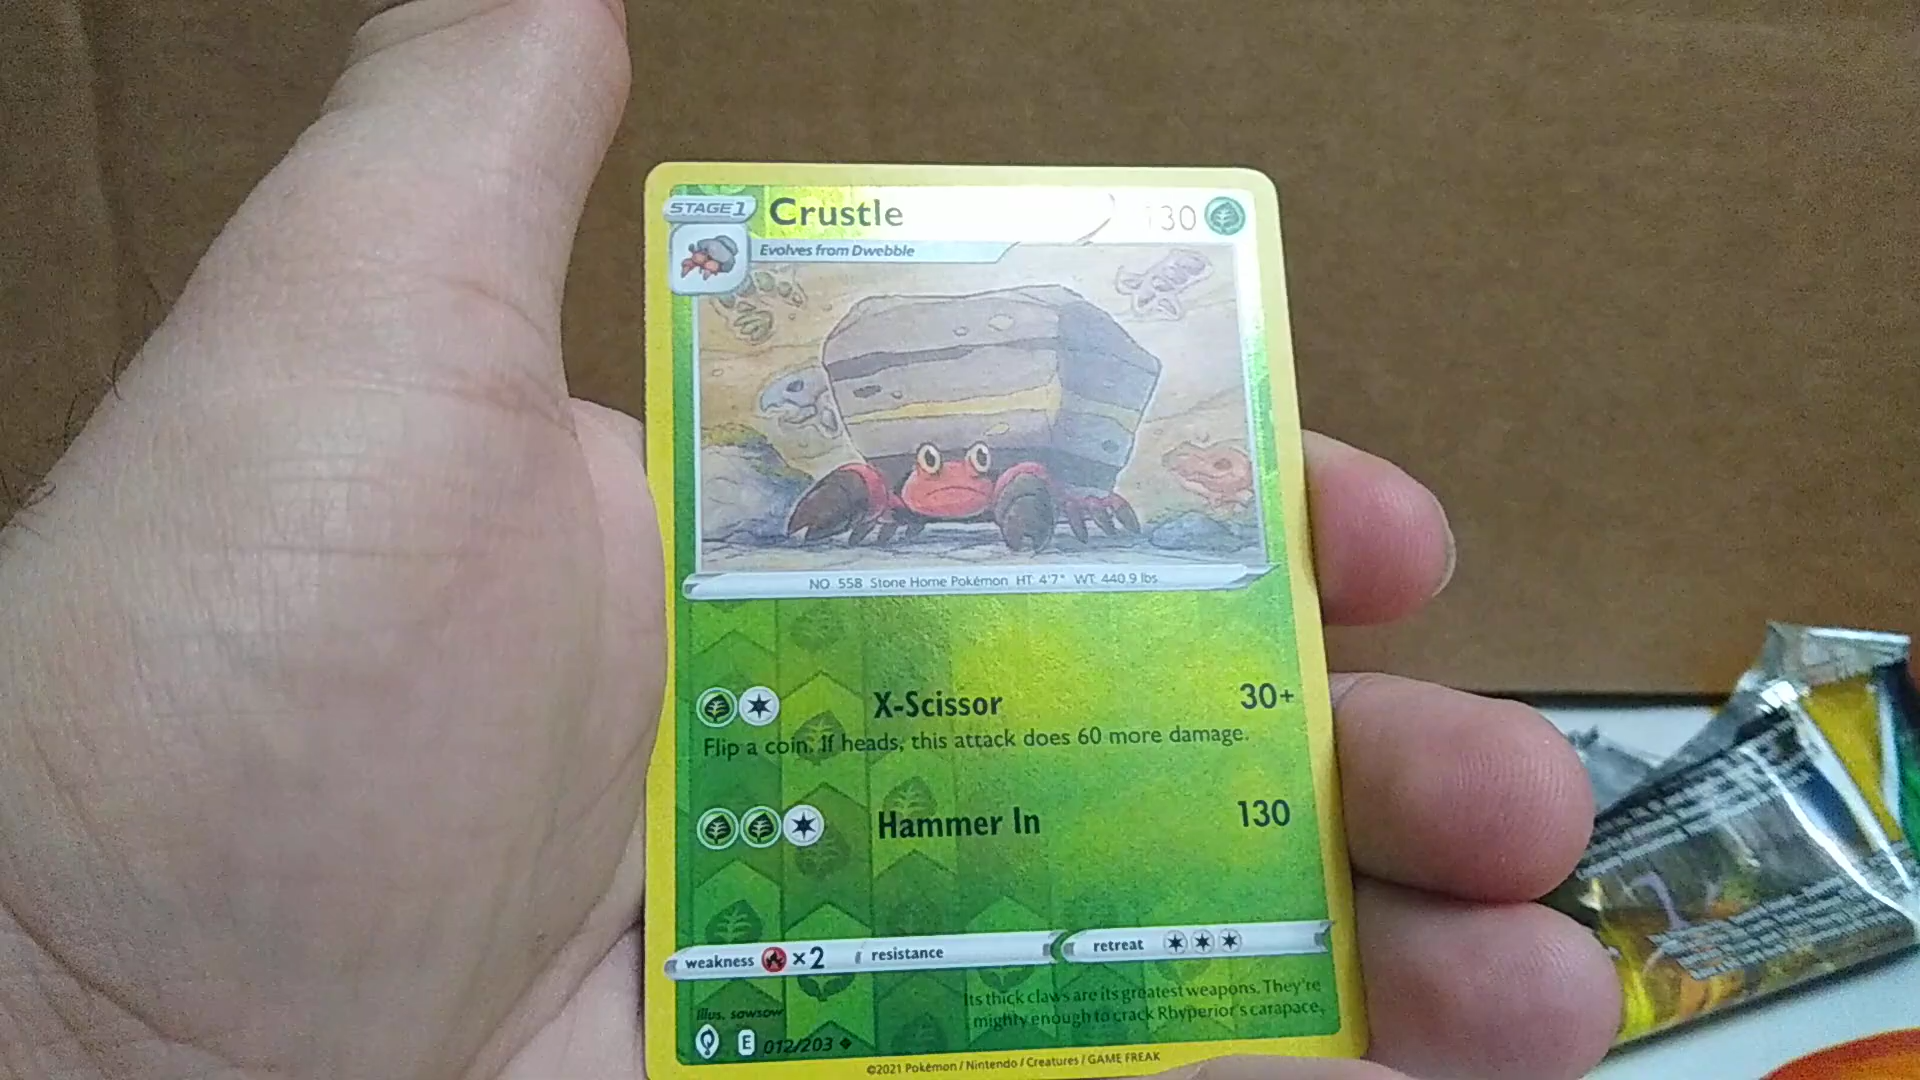 STAGE 1 Crustle 130
Evolves from Dwebble
NO. 558 Stone Home Pokémon HT: 4'7" WT: 440.9 lbs.
X-Scissor 30+
Flip a coin. If heads, this attack does 60 more damage.
Hammer In 130
weakness ×2 resistance retreat
Its thick claws are its greatest weapons. They're
mighty enough to crack Rhyperior's carapace.
Illus. sowsow
E 012/203
©2021 Pokémon / Nintendo / Creatures / GAME FREAK